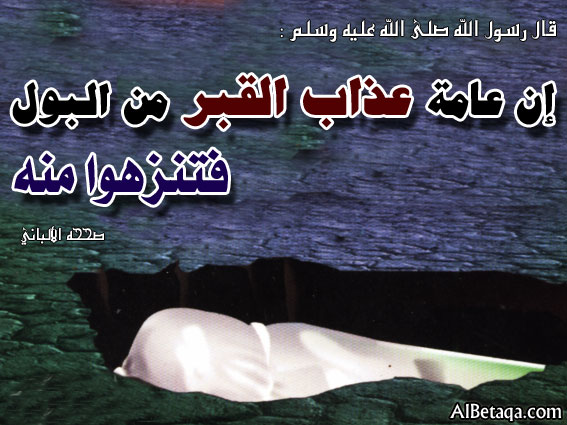 قال رسول الله صلى الله عليه وسلم :
إن عامة عذاب القبر من البول
فتنزهوا منه
صححه الألباني
AlBetaqa.com